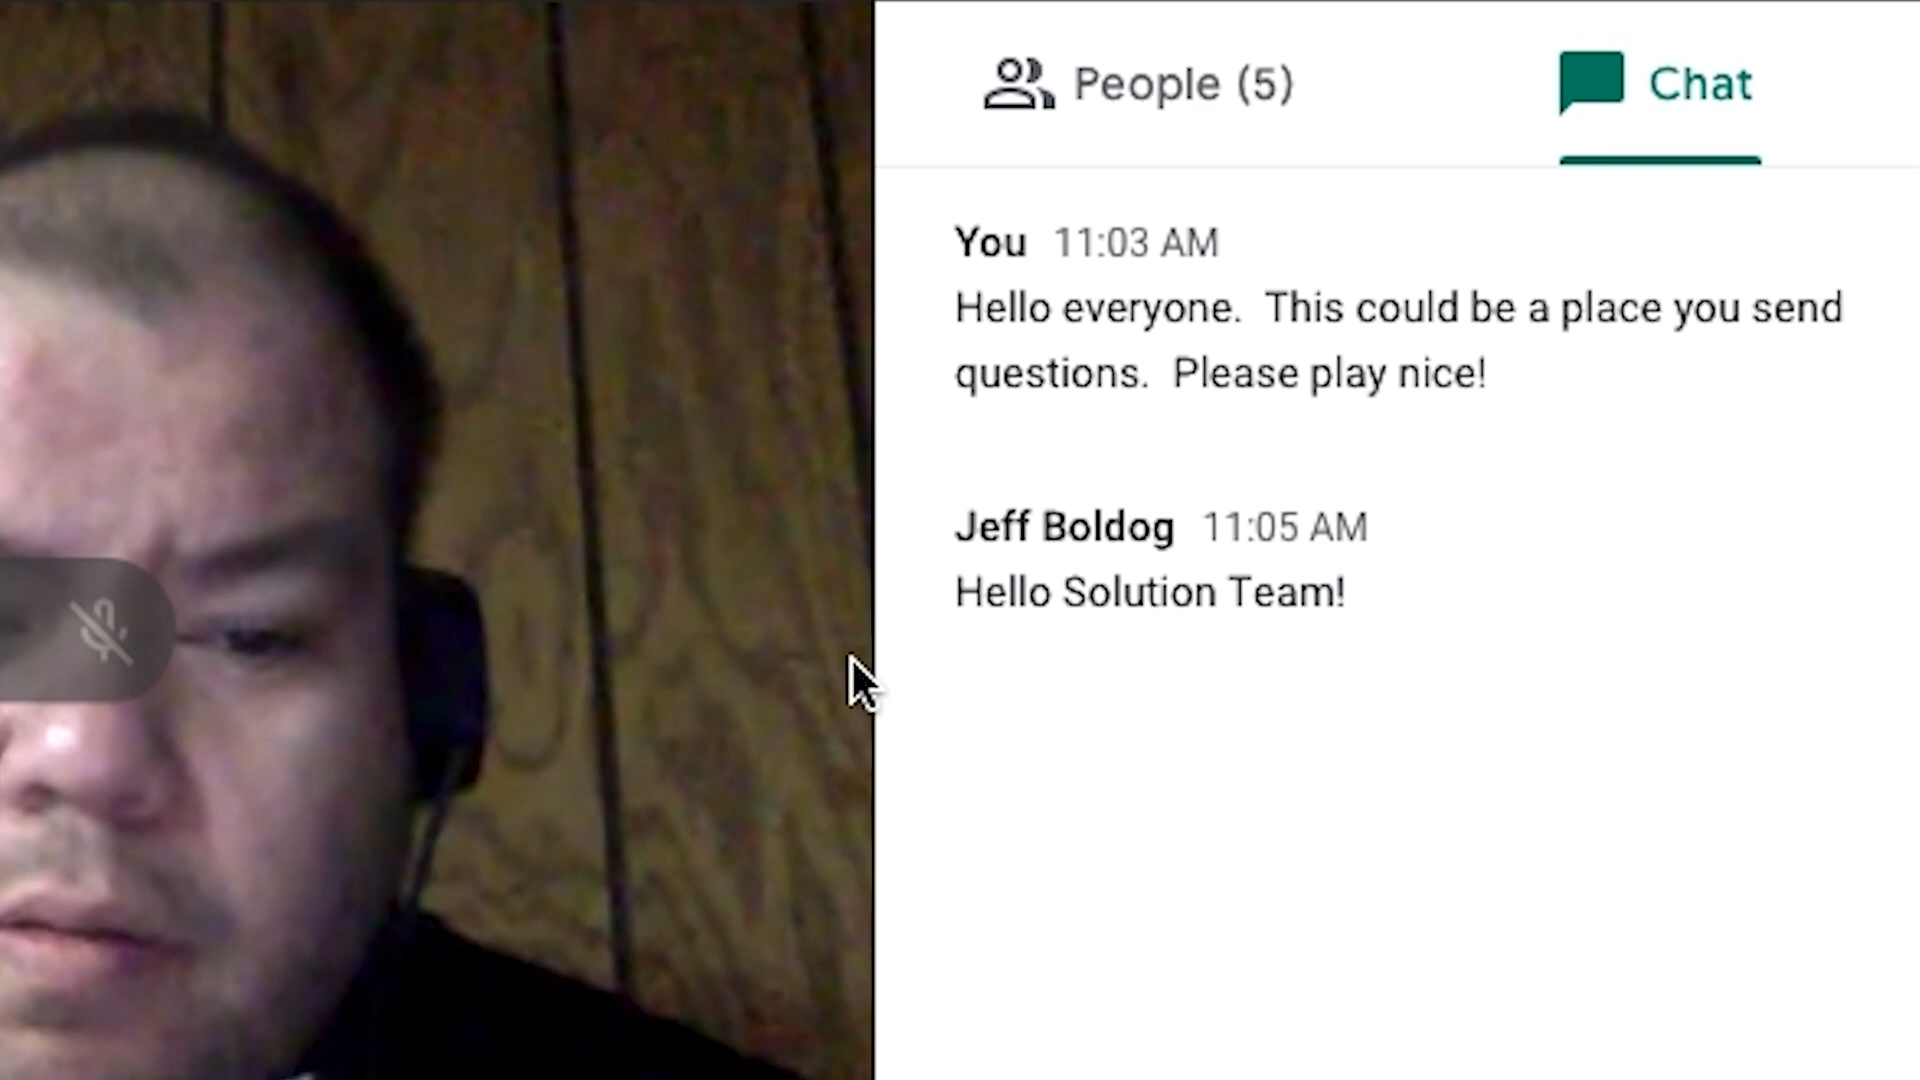 People (5)
Chat
You 11:03 AM
Hello everyone.  This could be a place you send
questions.  Please play nice!
Jeff Boldog 11:05 AM
Hello Solution Team!